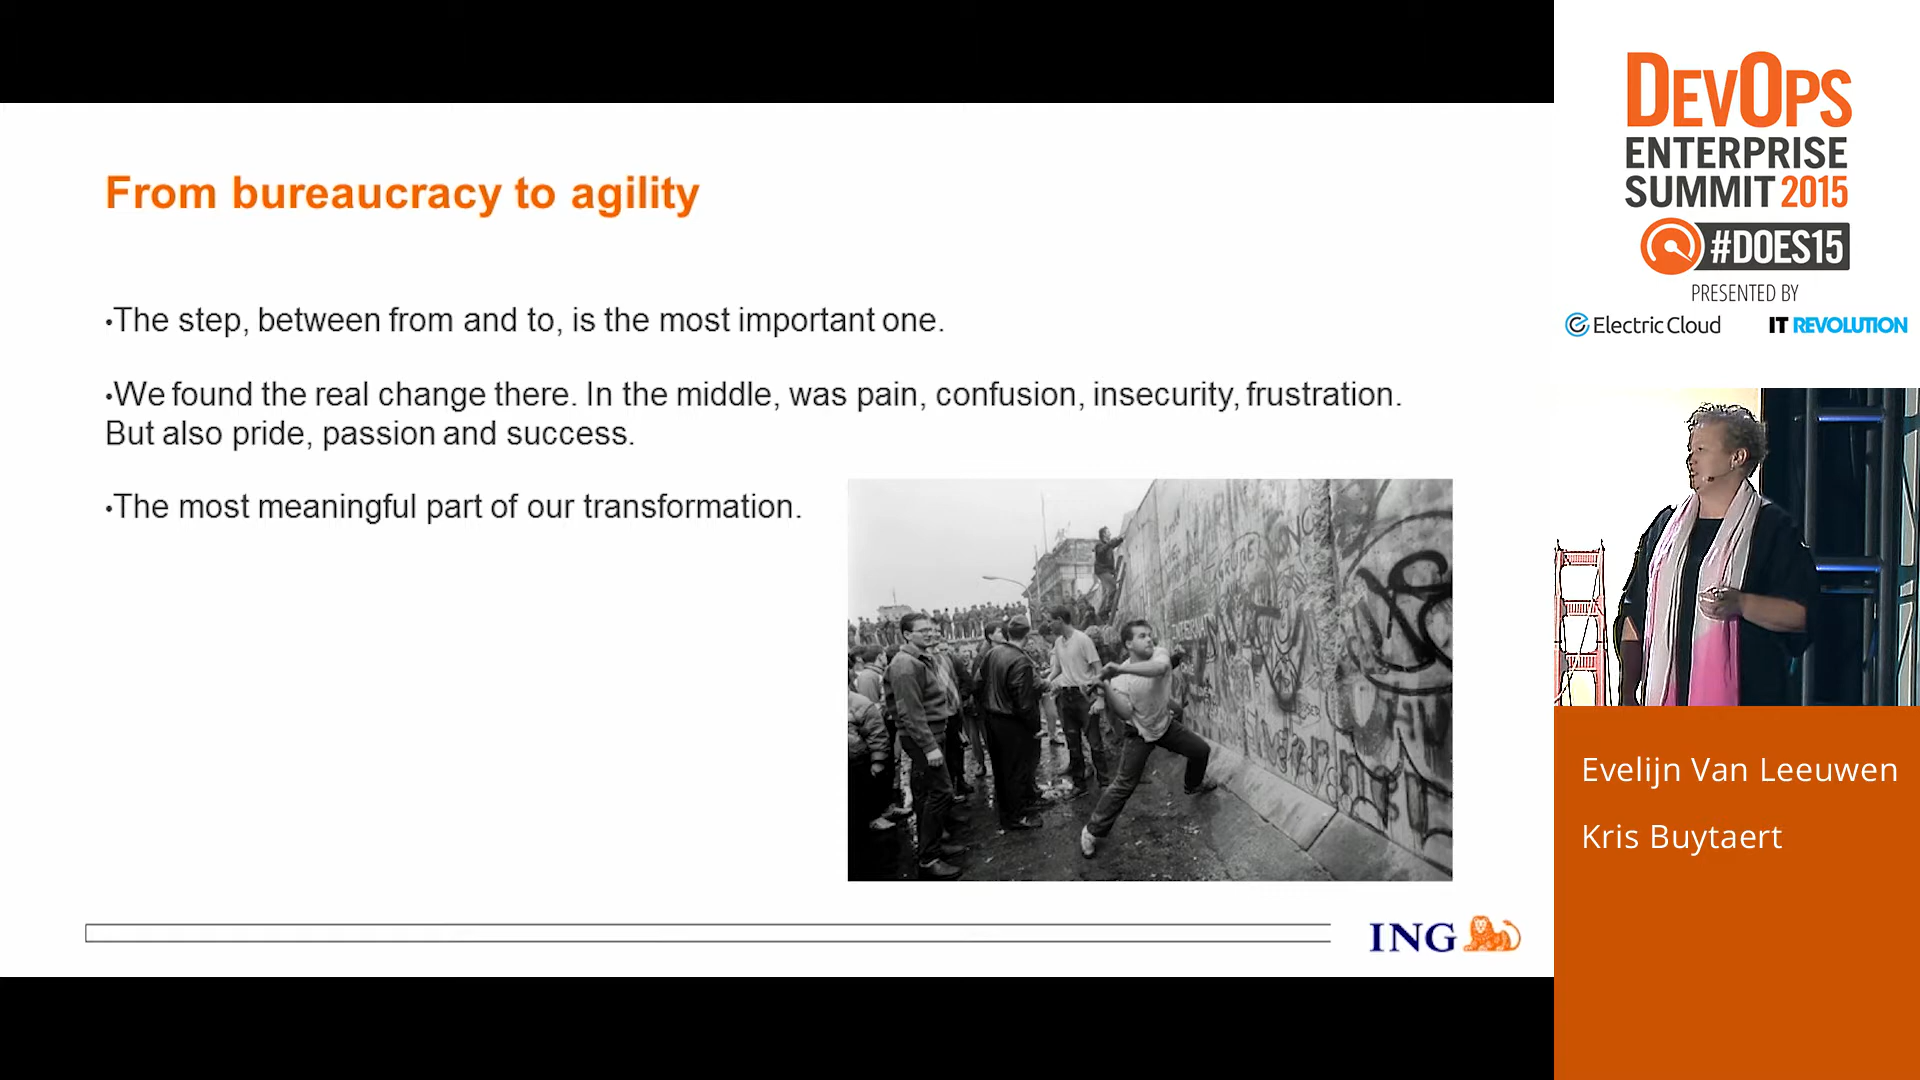 From bureaucracy to agility
•The step, between from and to, is the most important one.
•We found the real change there. In the middle, was pain, confusion, insecurity, frustration.
But also pride, passion and success.
•The most meaningful part of our transformation.
ING
DEVOPS
ENTERPRISE
SUMMIT 2015
#DOES15
PRESENTED BY
Electric Cloud
IT REVOLUTION
Evelijn Van Leeuwen
Kris Buytaert